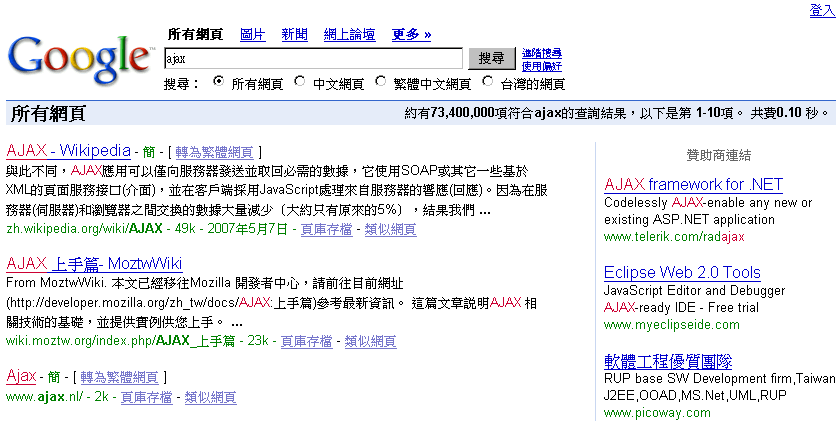 登入
Google™
所有網頁 圖片 新聞 網上論壇 更多 »
ajax 搜尋 進階搜尋
使用偏好
搜尋： 所有網頁 中文網頁 繁體中文網頁 台灣的網頁
所有網頁 約有73,400,000項符合ajax的查詢結果，以下是第 1-10項。 共費0.10 秒。
AJAX - Wikipedia - 簡 - [ 轉為繁體網頁 ]
與此不同，AJAX應用可以僅向服務器發送並取回必需的數據，它使用SOAP或其它一些基於
XML的頁面服務接口(介面)，並在客戶端採用JavaScript處理來自服務器的響應(回應)。因為在服
務器(伺服器)和瀏覽器之間交換的數據大量減少〔大約只有原來的5%〕，結果我們 ...
zh.wikipedia.org/wiki/AJAX - 49k - 2007年5月7日 - 頁庫存檔 - 類似網頁
AJAX 上手篇- MoztwWiki
From MoztwWiki. 本文已經移往Mozilla 開發者中心，請前往目前網址
(http://developer.mozilla.org/zh_tw/docs/AJAX:上手篇)參考最新資訊。 這篇文章説明AJAX 相
關技術的基礎，並提供實例供您上手。 ...
wiki.moztw.org/index.php/AJAX_上手篇 - 23k - 頁庫存檔 - 類似網頁
Ajax - 簡 - [ 轉為繁體網頁 ]
www.ajax.nl/ - 2k - 頁庫存檔 - 類似網頁
贊助商連結
AJAX framework for .NET
Codelessly AJAX-enable any new or
existing ASP.NET application
www.telerik.com/radajax
Eclipse Web 2.0 Tools
JavaScript Editor and Debugger
AJAX-ready IDE - Free trial
www.myeclipseide.com
軟體工程優質團隊
RUP base SW Development firm,Taiwan
J2EE,OOAD,MS.Net,UML,RUP
www.picoway.com